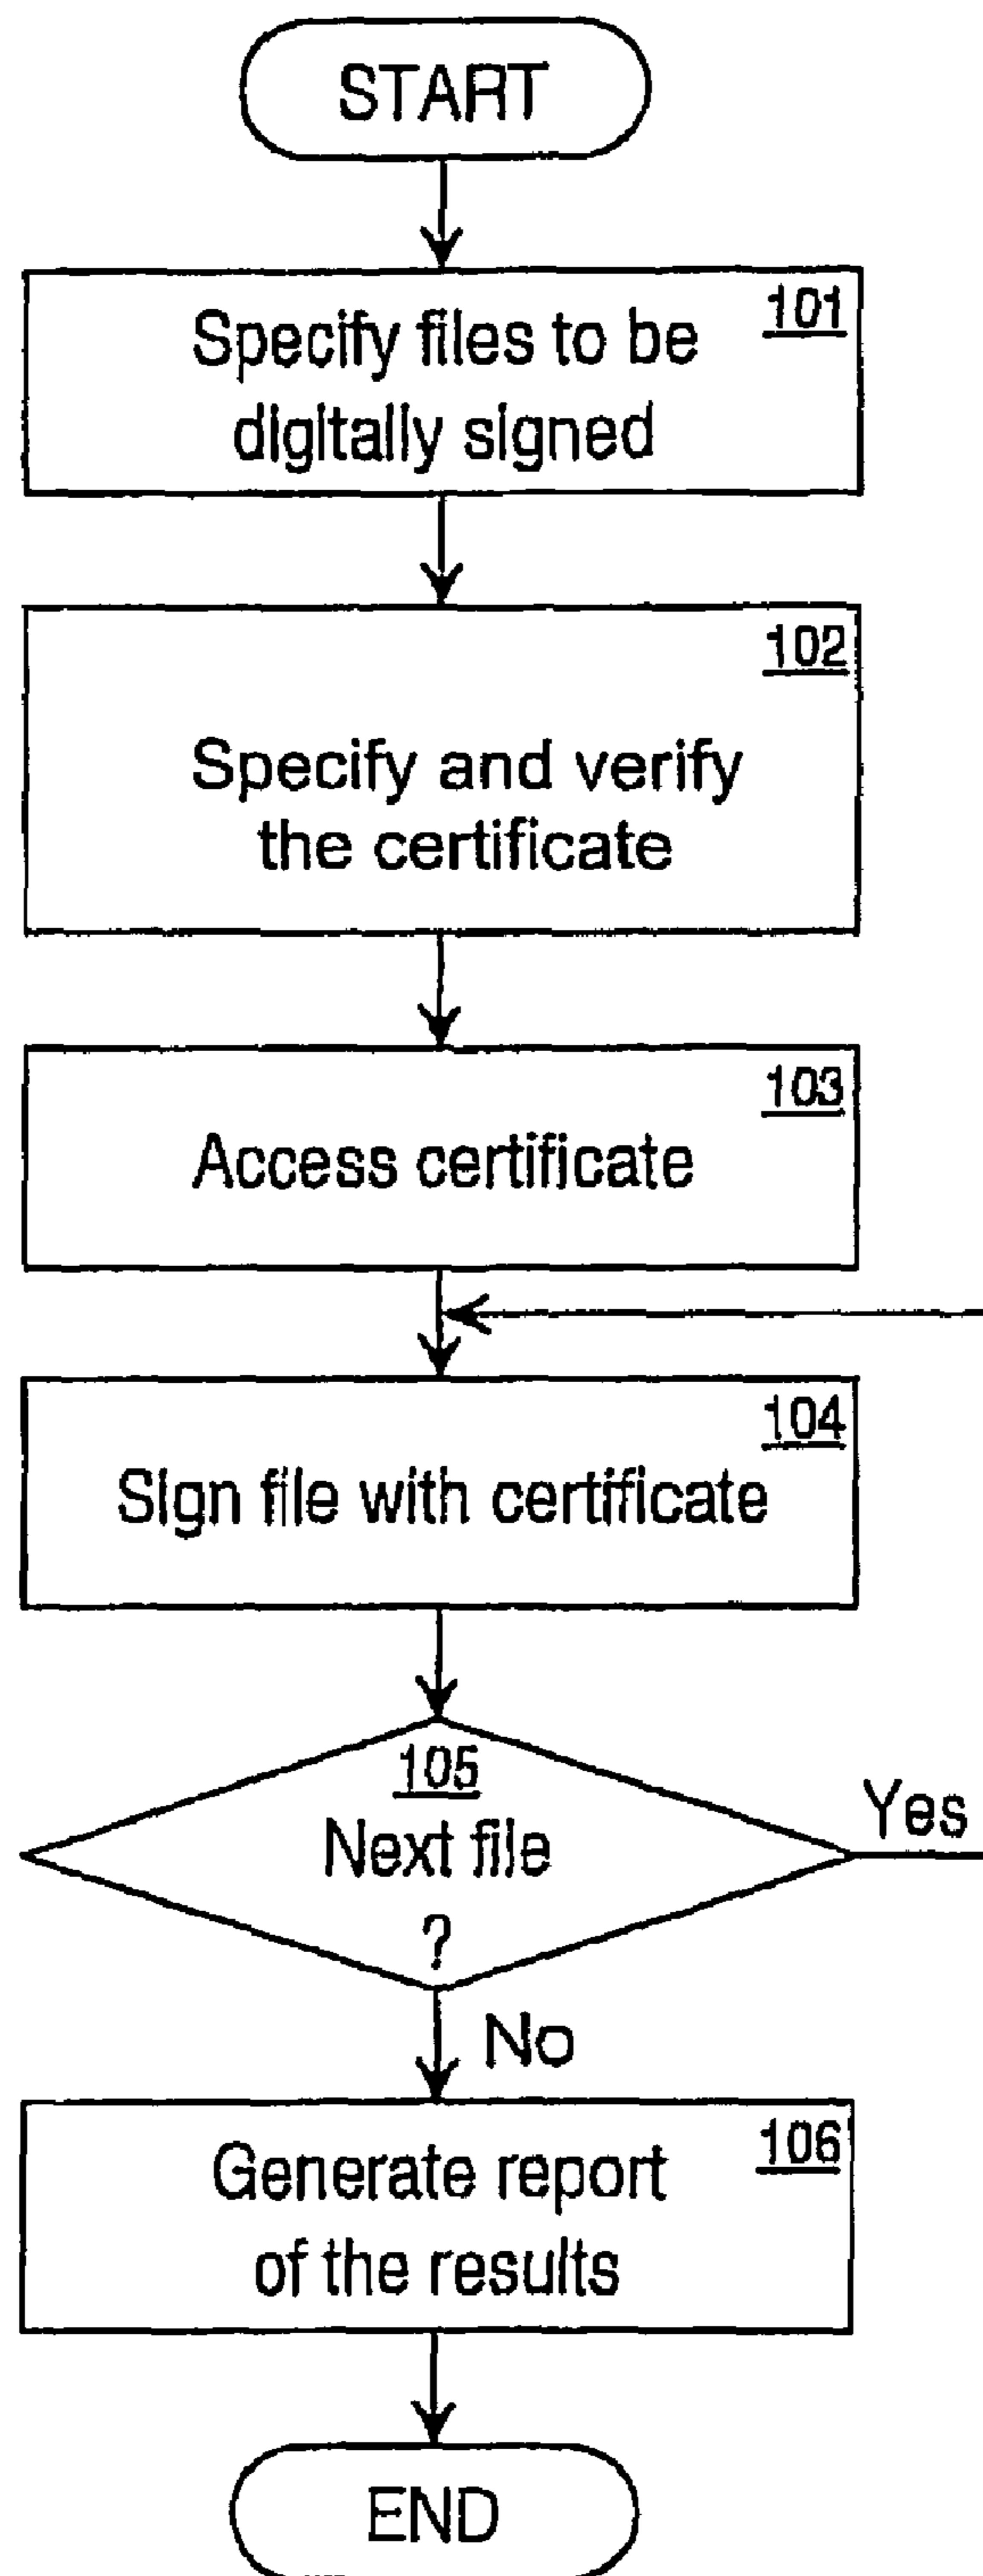 START
101
Specify files to be
digitally signed
102
Specify and verify
the certificate
103
Access certificate
104
Sign file with certificate
105
Next file
?
Yes
No
106
Generate report
of the results
END